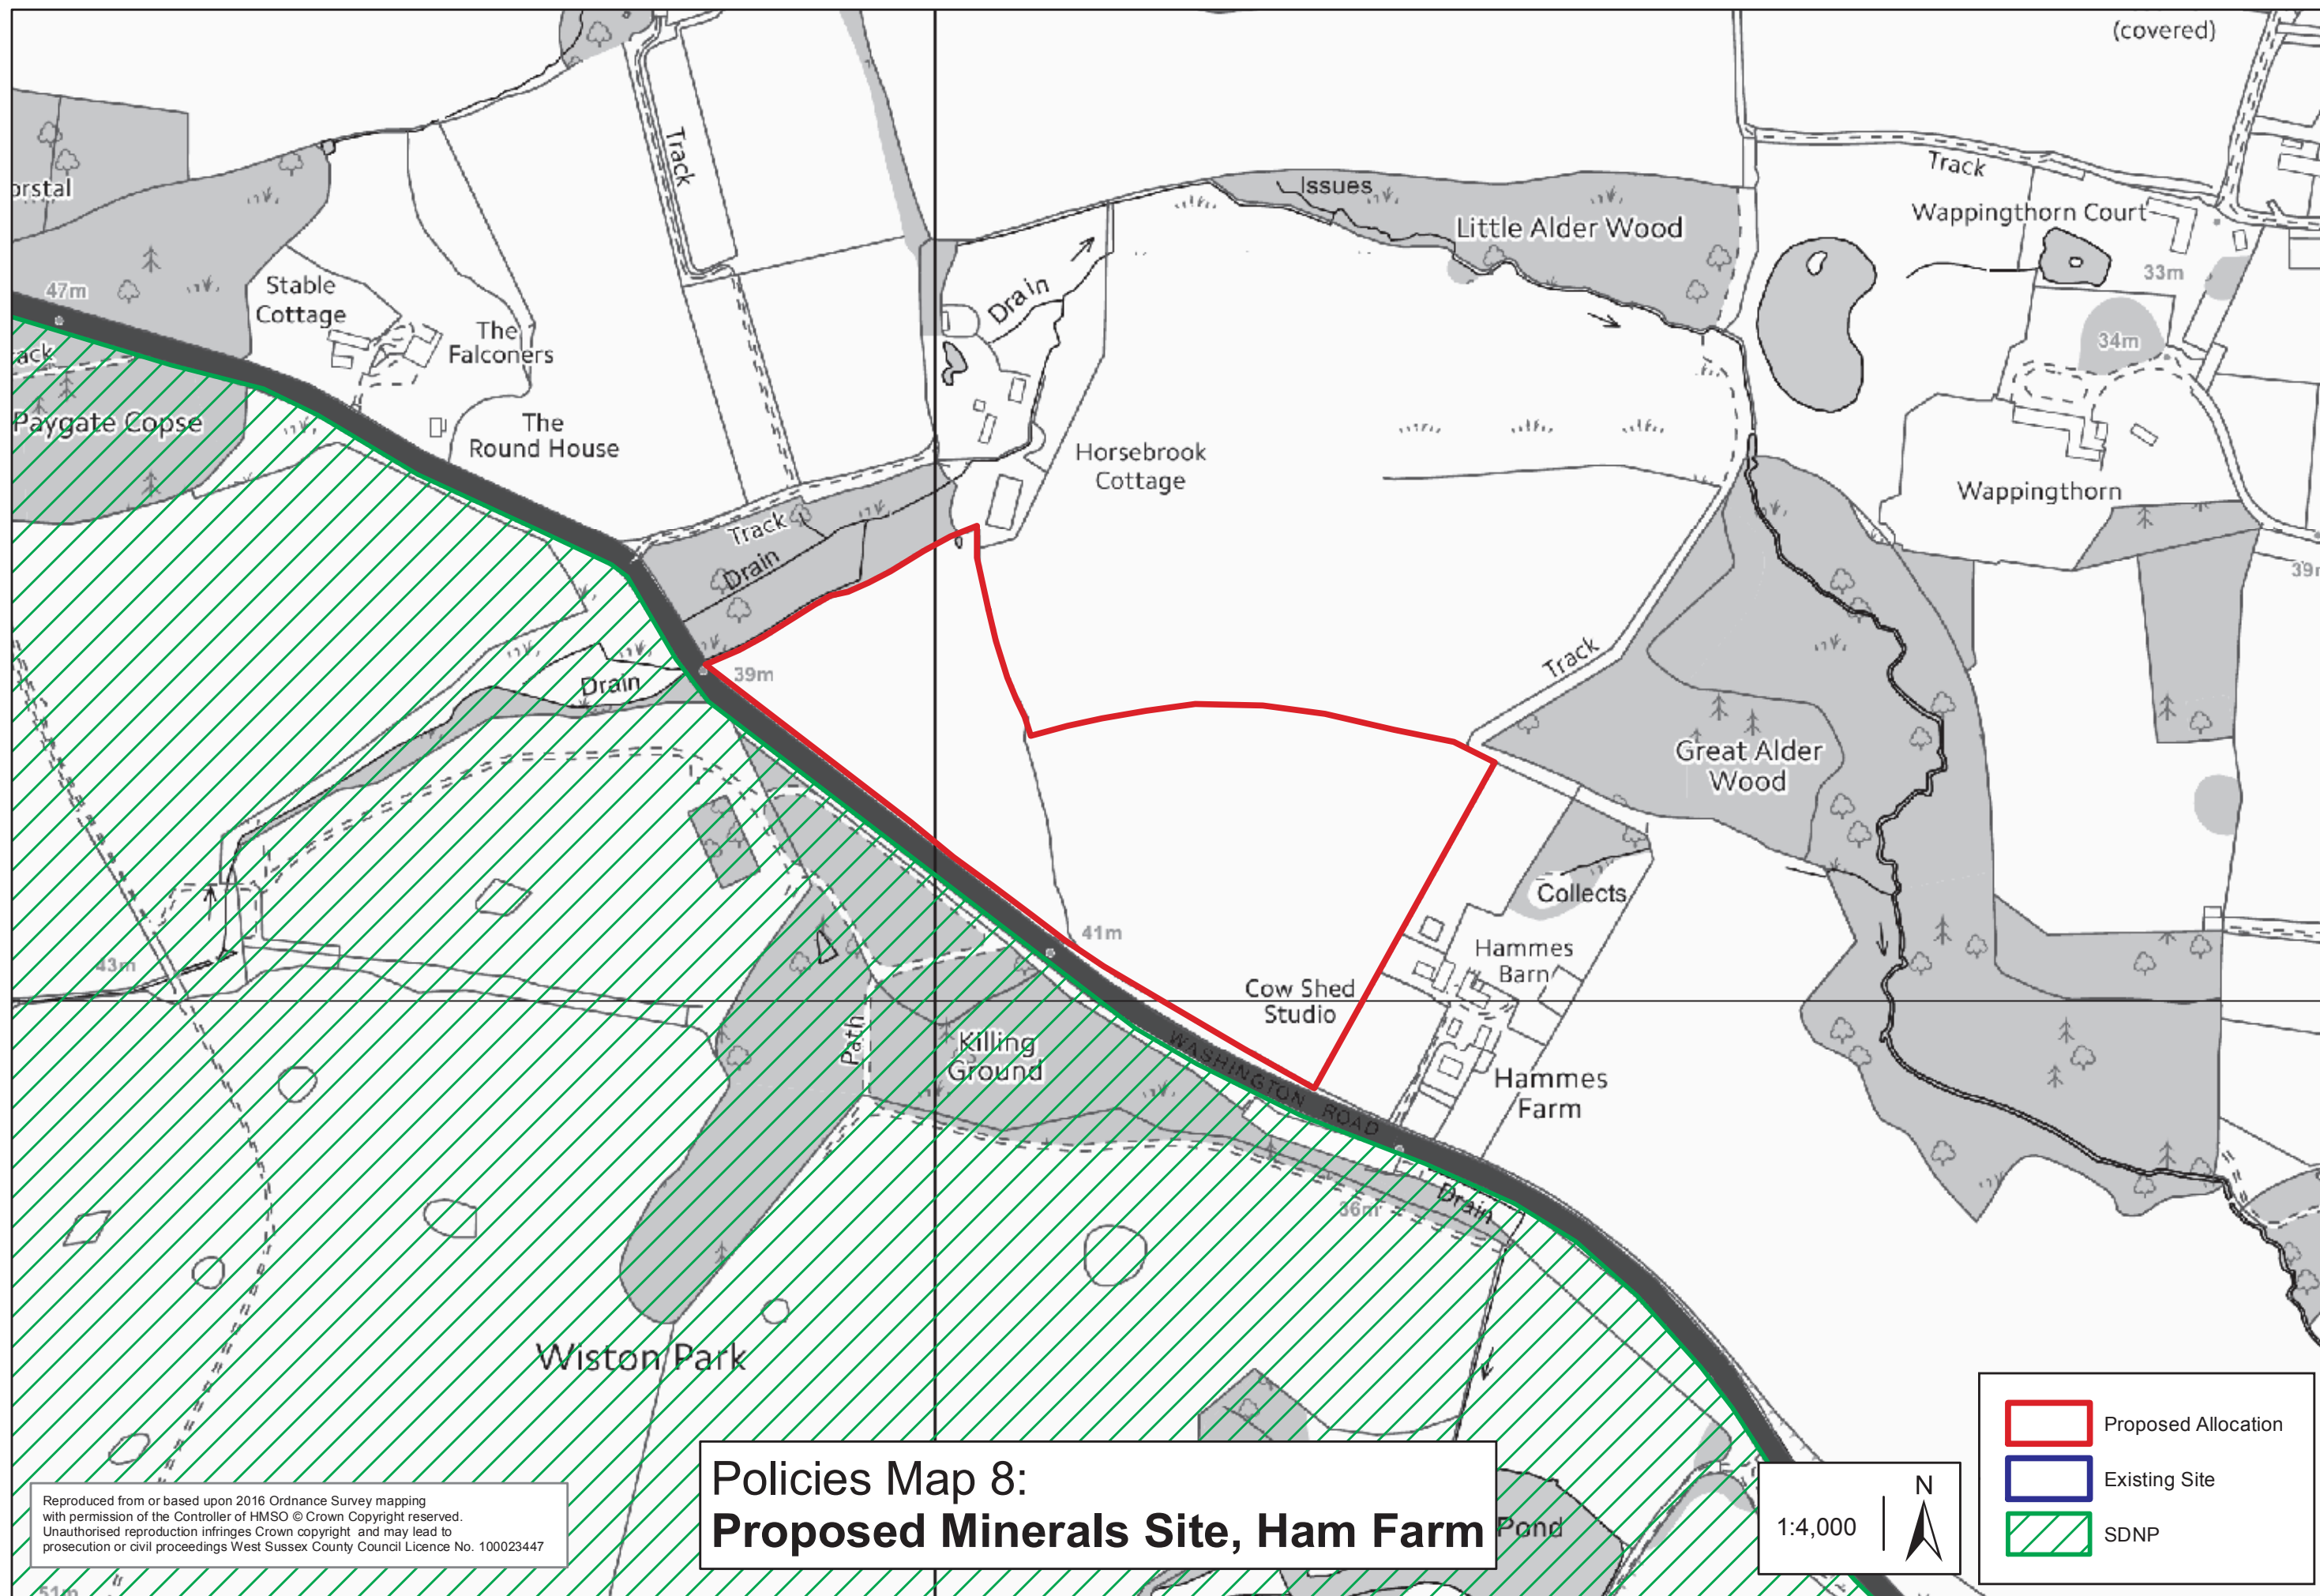 (covered)
Track
Track
Issues
Little Alder Wood
Wappingthorn Court
33m
47m
Stable
Cottage
The
Falconers
Drain
34m
Paygate Copse
The
Round House
Horsebrook
Cottage
Wappingthorn
Track
Drain
Track
39m
Drain
Great Alder
Wood
Collects
41m
Hammes
Barn
43m
Cow Shed
Studio
Path
Killing
Ground
WASHINGTON ROAD
Hammes
Farm
Drain
36m
Wiston Park
Pond
51m
Reproduced from or based upon 2016 Ordnance Survey mapping
with permission of the Controller of HMSO © Crown Copyright reserved.
Unauthorised reproduction infringes Crown copyright and may lead to
prosecution or civil proceedings West Sussex County Council Licence No. 100023447
Policies Map 8:
Proposed Minerals Site, Ham Farm
1:4,000
N
Proposed Allocation
Existing Site
SDNP